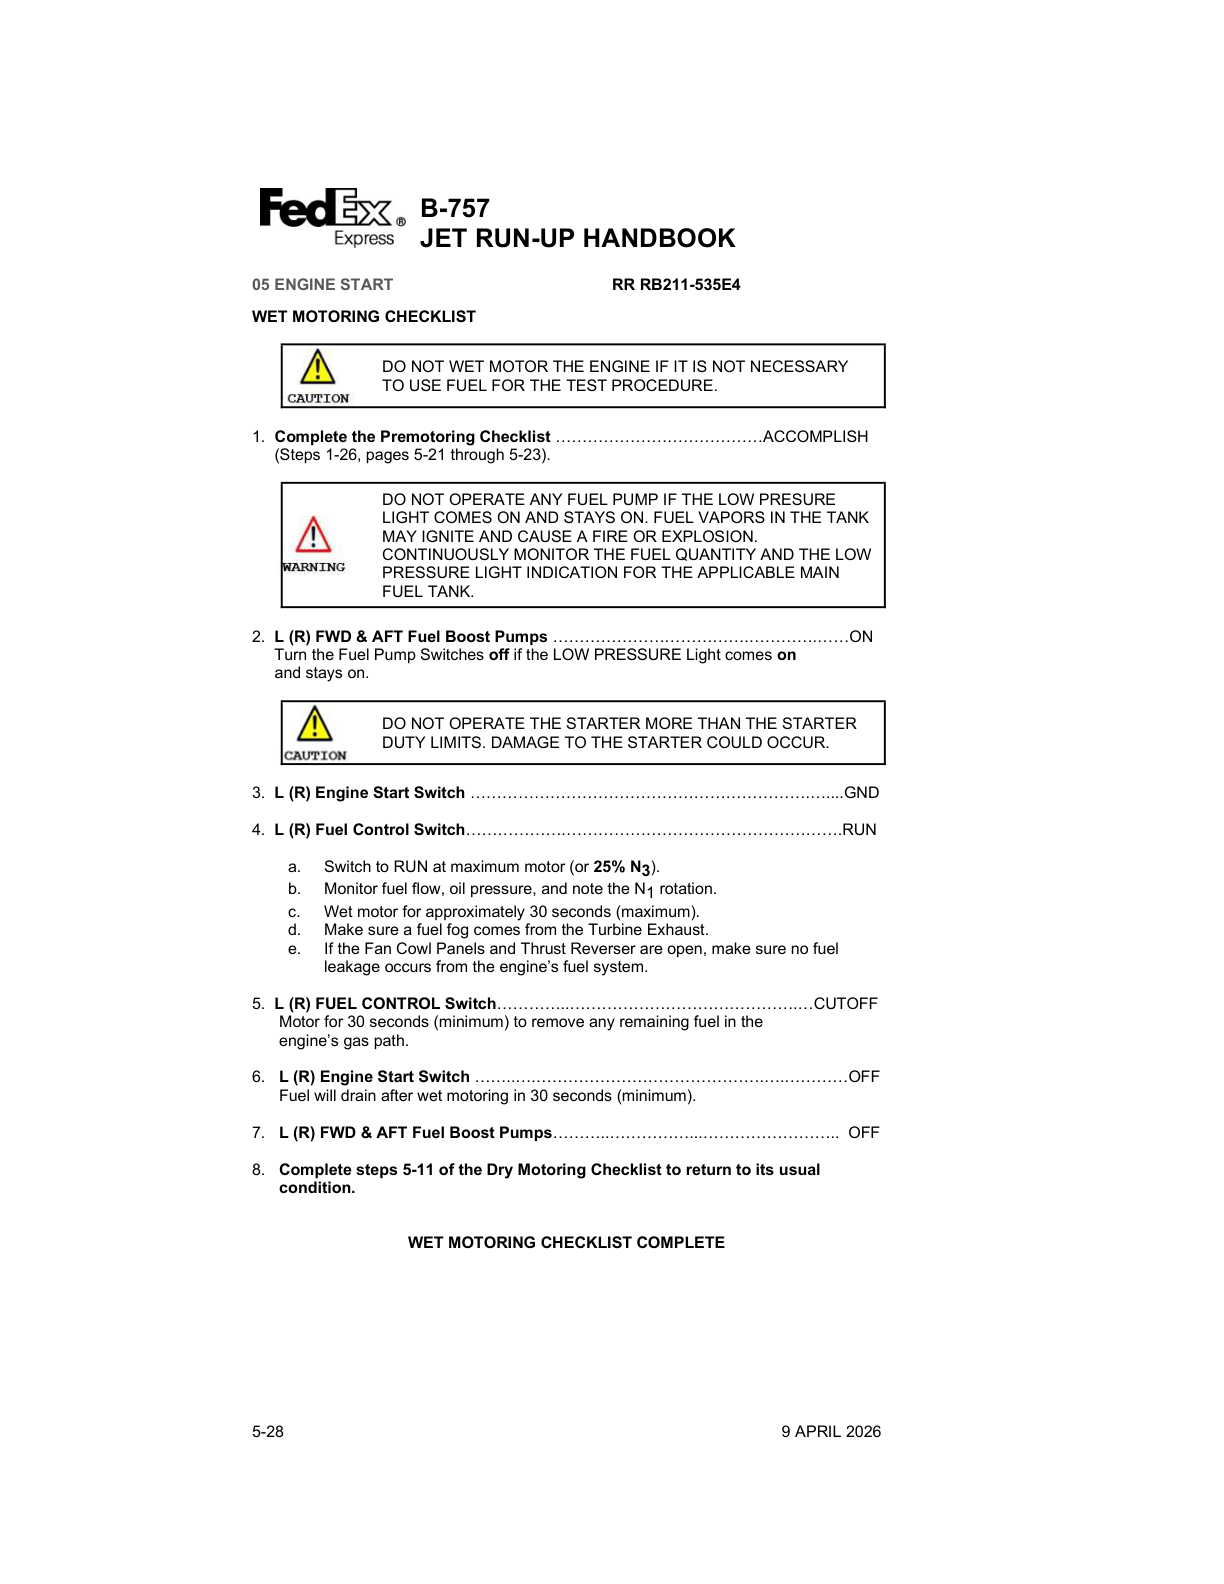 FedEx® B-757
Express JET RUN-UP HANDBOOK
05 ENGINE START RR RB211-535E4
WET MOTORING CHECKLIST
DO NOT WET MOTOR THE ENGINE IF IT IS NOT NECESSARY
TO USE FUEL FOR THE TEST PROCEDURE.
CAUTION
1. Complete the Premotoring Checklist …………………………………ACCOMPLISH
(Steps 1-26, pages 5-21 through 5-23).
DO NOT OPERATE ANY FUEL PUMP IF THE LOW PRESURE
LIGHT COMES ON AND STAYS ON. FUEL VAPORS IN THE TANK
MAY IGNITE AND CAUSE A FIRE OR EXPLOSION.
CONTINUOUSLY MONITOR THE FUEL QUANTITY AND THE LOW
WARNING
PRESSURE LIGHT INDICATION FOR THE APPLICABLE MAIN
FUEL TANK.
2. L (R) FWD & AFT Fuel Boost Pumps ……………………………….………….……ON
Turn the Fuel Pump Switches off if the LOW PRESSURE Light comes on
and stays on.
DO NOT OPERATE THE STARTER MORE THAN THE STARTER
DUTY LIMITS. DAMAGE TO THE STARTER COULD OCCUR.
CAUTION
3. L (R) Engine Start Switch ……………………………………………………….…....GND
4. L (R) Fuel Control Switch……………….…………………………………………….RUN
a. Switch to RUN at maximum motor (or 25% N3).
b. Monitor fuel flow, oil pressure, and note the N1 rotation.
c. Wet motor for approximately 30 seconds (maximum).
d. Make sure a fuel fog comes from the Turbine Exhaust.
e. If the Fan Cowl Panels and Thrust Reverser are open, make sure no fuel
leakage occurs from the engine’s fuel system.
5. L (R) FUEL CONTROL Switch…….…...……………………….…………….…CUTOFF
Motor for 30 seconds (minimum) to remove any remaining fuel in the
engine’s gas path.
6. L (R) Engine Start Switch …….…..…………………………………….….…………OFF
Fuel will drain after wet motoring in 30 seconds (minimum).
7. L (R) FWD & AFT Fuel Boost Pumps………..……………...…………………….. OFF
8. Complete steps 5-11 of the Dry Motoring Checklist to return to its usual
condition.
WET MOTORING CHECKLIST COMPLETE
5-28 9 APRIL 2026